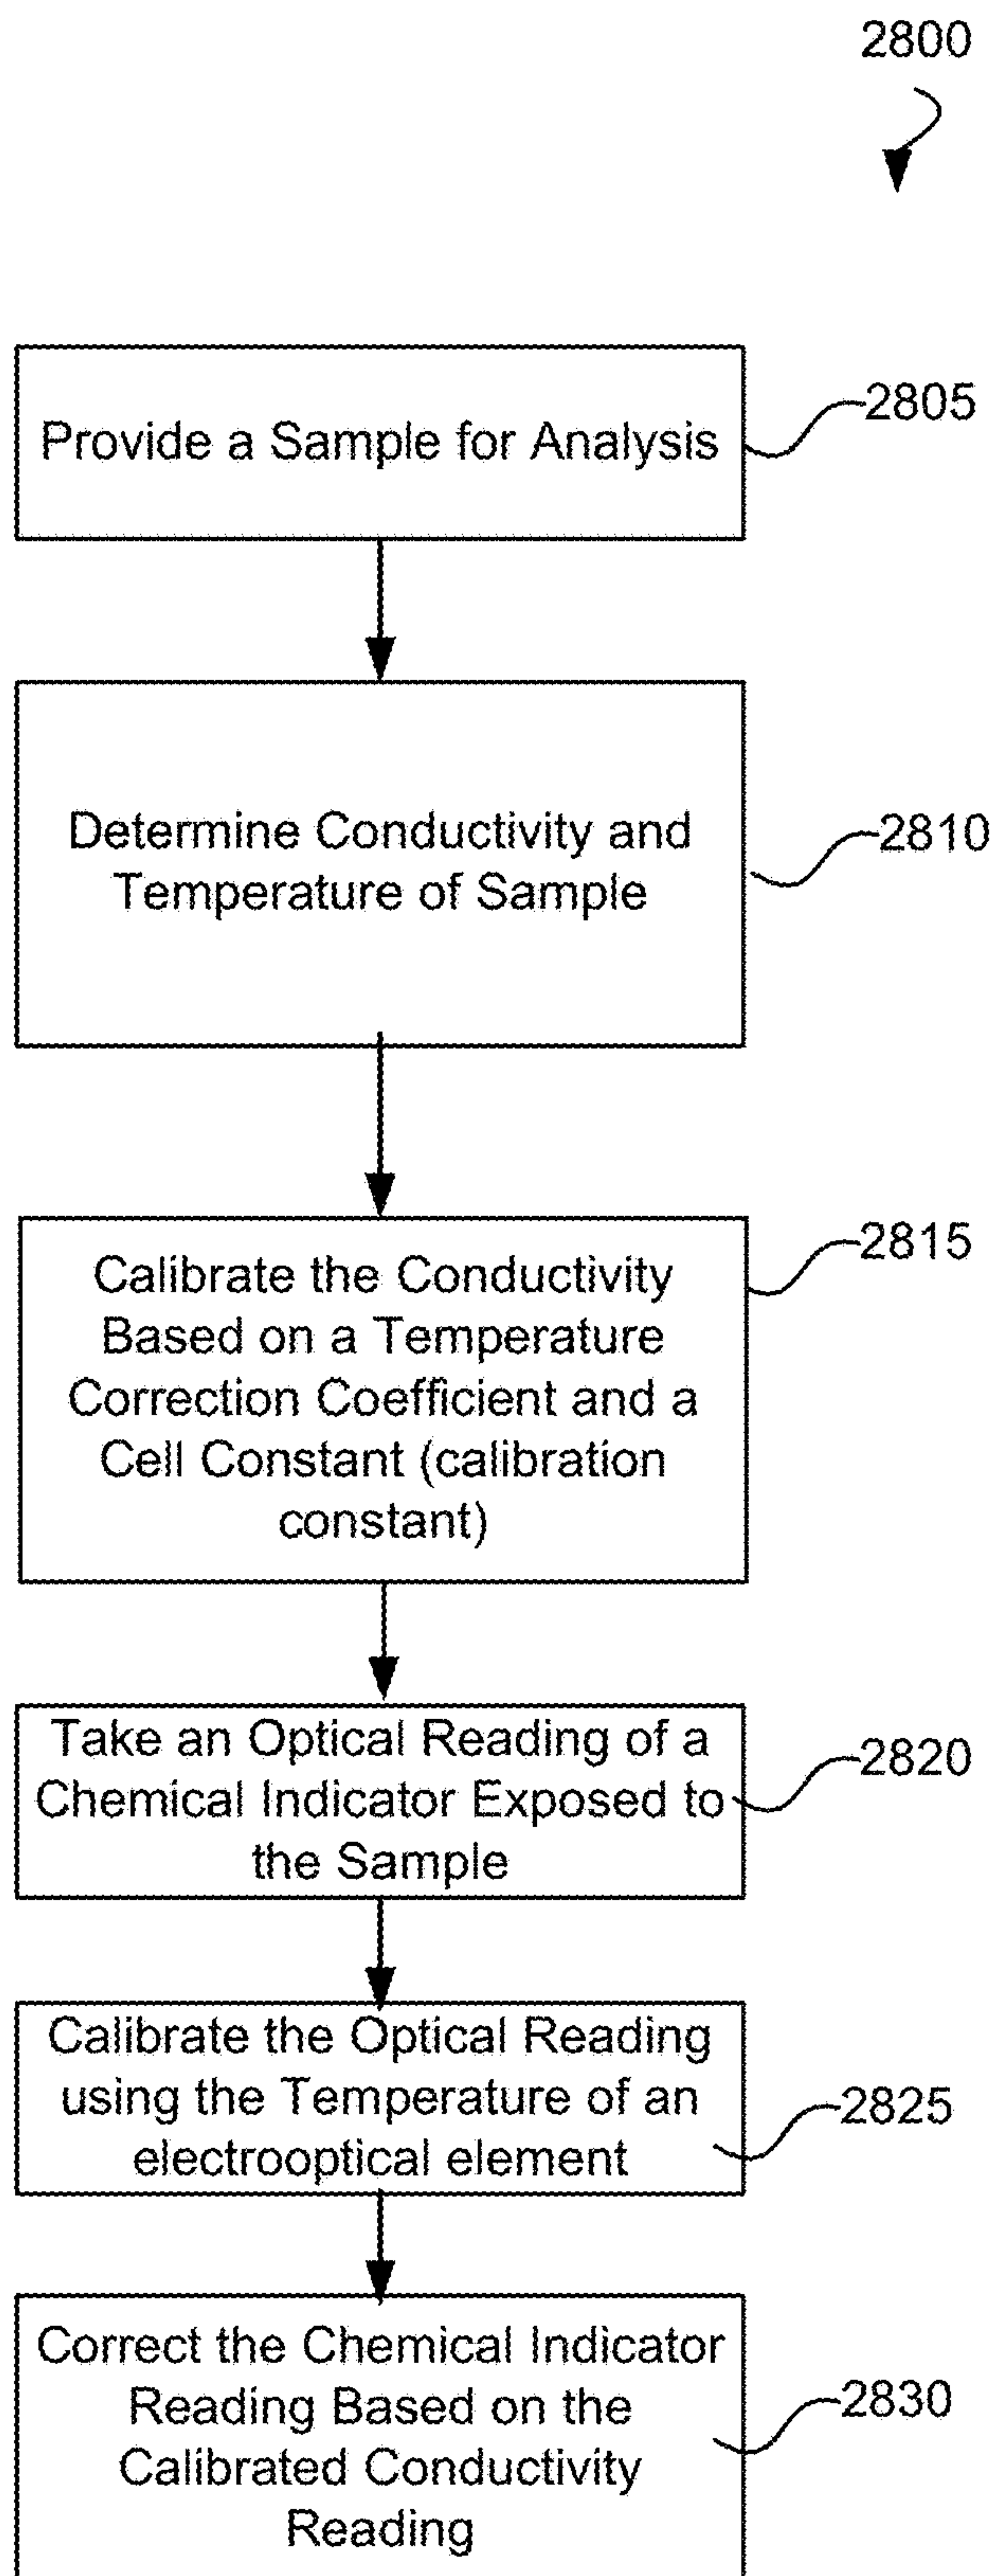 2800
Provide a Sample for Analysis
2805
Determine Conductivity and
Temperature of Sample
2810
Calibrate the Conductivity
Based on a Temperature
Correction Coefficient and a
Cell Constant (calibration
constant)
2815
Take an Optical Reading of a
Chemical Indicator Exposed to
the Sample
2820
Calibrate the Optical Reading
using the Temperature of an
electrooptical element
2825
Correct the Chemical Indicator
Reading Based on the
Calibrated Conductivity
Reading
2830